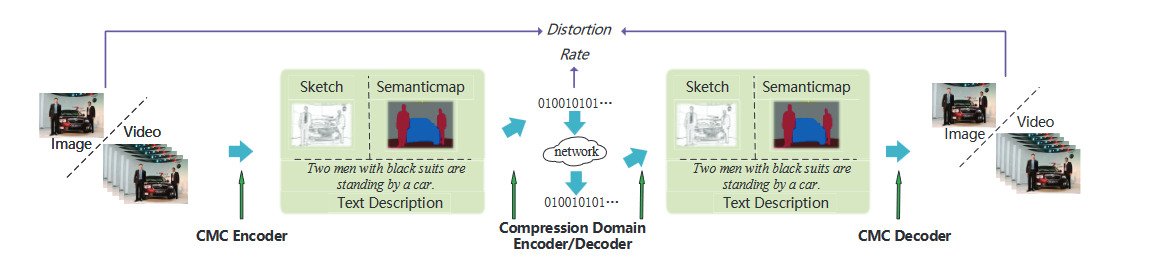 Distortion
Rate
Image
Video
Sketch
Semanticmap
Two men with black suits are
standing by a car.
Text Description
010010101···
network
010010101···
Sketch
Semanticmap
Two men with black suits are
standing by a car.
Text Description
Image
Video
CMC Encoder
Compression Domain
Encoder/Decoder
CMC Decoder